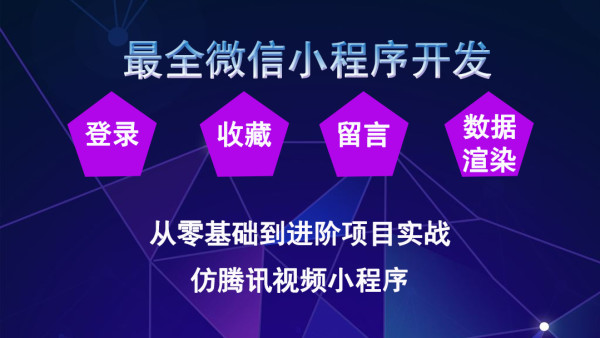 最全微信小程序开发
登录
收藏
留言
数据
渲染
从零基础到进阶项目实战
仿腾讯视频小程序